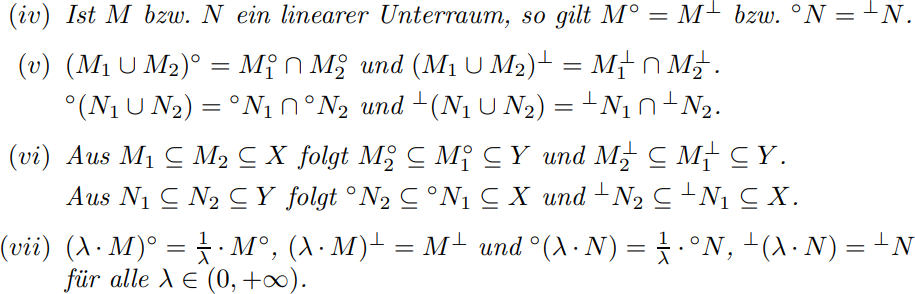 (iv) Ist M bzw. N ein linearer Unterraum, so gilt M° = M⊥ bzw. °N = ⊥N.
(v) (M₁ ∪ M₂)° = M₁° ∩ M₂° und (M₁ ∪ M₂)⊥ = M₁⊥ ∩ M₂⊥.
°(N₁ ∪ N₂) = °N₁ ∩ °N₂ und ⊥(N₁ ∪ N₂) = ⊥N₁ ∩ ⊥N₂.
(vi) Aus M₁ ⊆ M₂ ⊆ X folgt M₂° ⊆ M₁° ⊆ Y und M₂⊥ ⊆ M₁⊥ ⊆ Y.
Aus N₁ ⊆ N₂ ⊆ Y folgt °N₂ ⊆ °N₁ ⊆ X und ⊥N₂ ⊆ ⊥N₁ ⊆ X.
(vii) (λ · M)° = 1/λ · M°, (λ · M)⊥ = M⊥ und °(λ · N) = 1/λ · °N, ⊥(λ · N) = ⊥N
für alle λ ∈ (0, +∞).